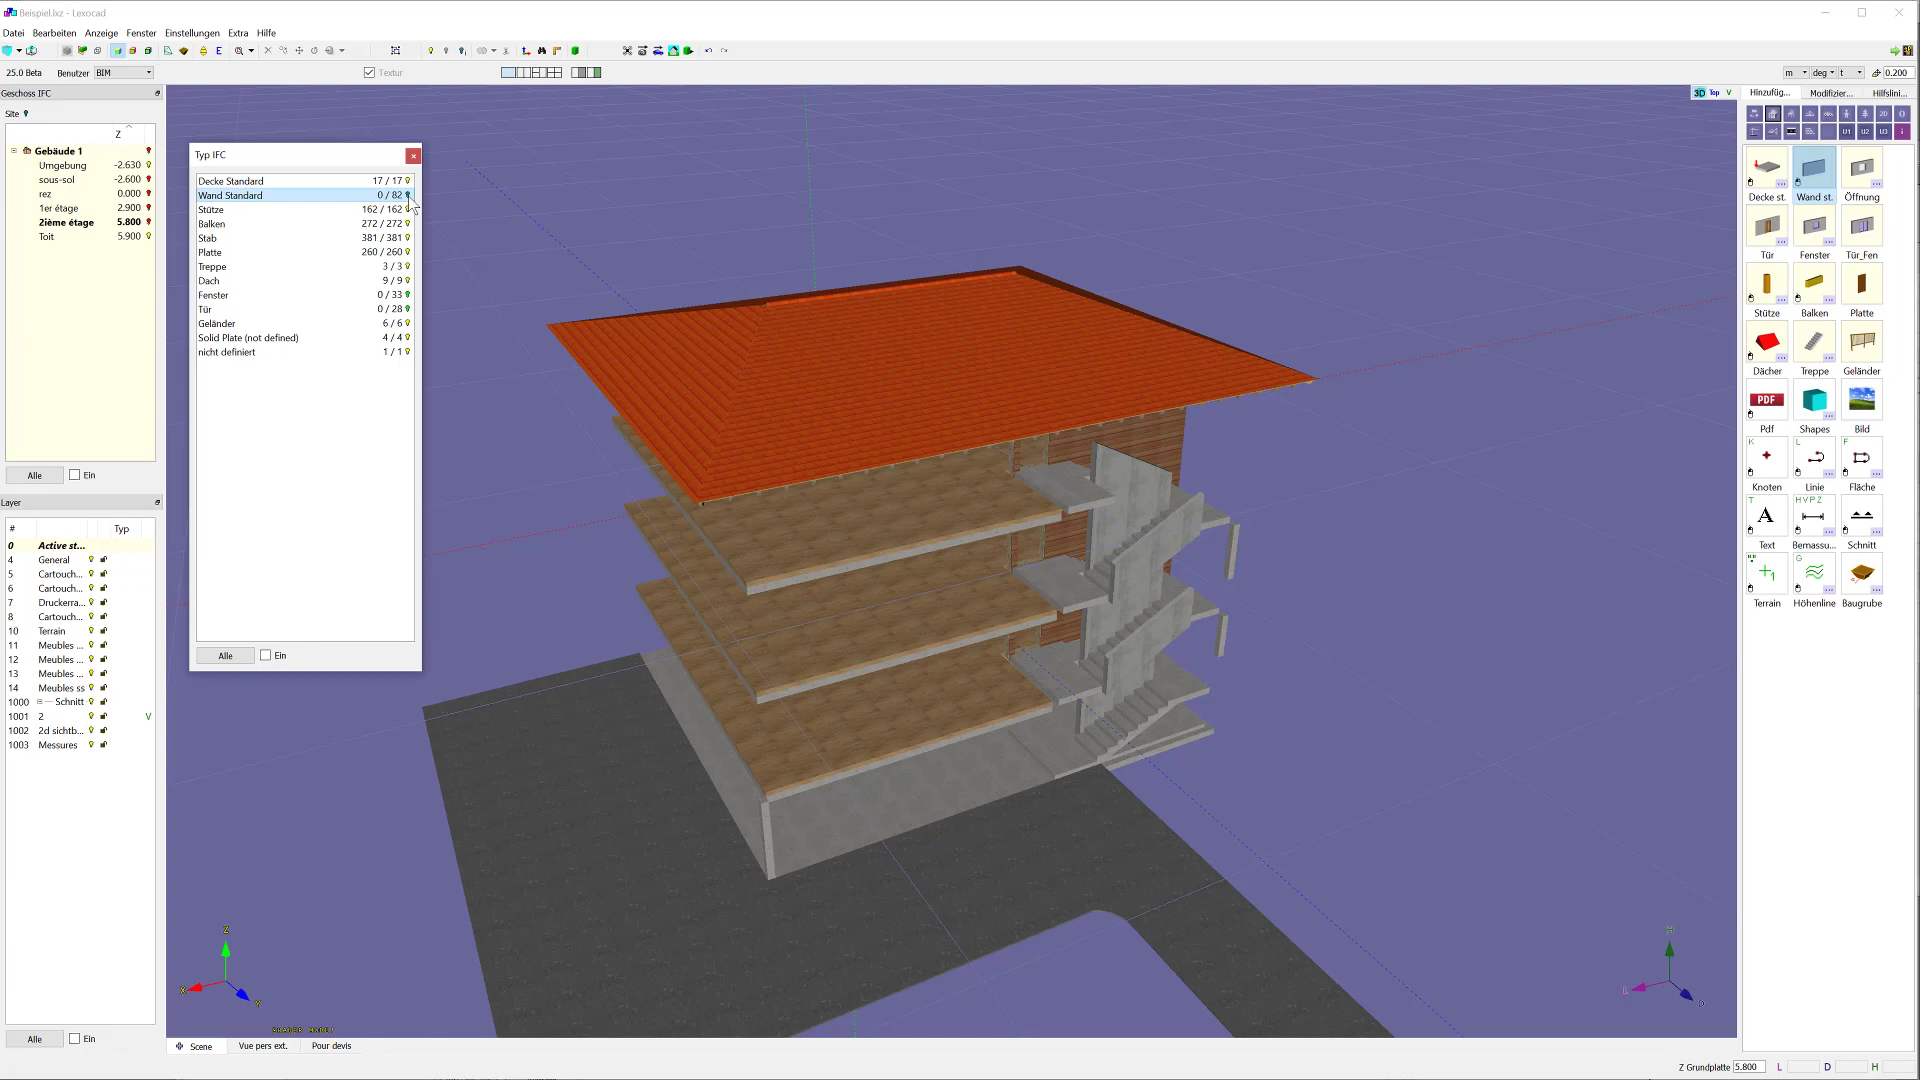 Beispiel.lxz - Lexocad
Datei Bearbeiten Anzeige Fenster Einstellungen Extra Hilfe
25.0 Beta Benutzer BIM Textur m deg t 0.200
Geschoss IFC
Site
Z
Gebäude 1
Umgebung -2.630
sous-sol -2.600
rez 0.000
1er étage 2.900
2ième étage 5.800
Toit 5.900
Alle Ein
Layer
# Typ
0 Active st...
4 General
5 Cartouch...
6 Cartouch...
7 Druckerra...
8 Cartouch...
10 Terrain
11 Meubles ...
12 Meubles ...
13 Meubles ...
14 Meubles ss
1000 Schnitt
1001 2 V
1002 2d sichtb...
1003 Messures
Alle Ein
Typ IFC
Decke Standard 17 / 17
Wand Standard 0 / 82
Stütze 162 / 162
Balken 272 / 272
Stab 381 / 381
Platte 260 / 260
Treppe 3 / 3
Dach 9 / 9
Fenster 0 / 33
Tür 0 / 28
Geländer 6 / 6
Solid Plate (not defined) 4 / 4
nicht definiert 1 / 1
Alle Ein
3D Top V
Z
X
Y
H
L
D
Scene Vue pers ext. Pour devis
Hinzufüg... Modifizier... Hilfslini...
2D
U1 U2 U3
Decke st. Wand st. Öffnung
Tür Fenster Tür_Fen
Stütze Balken Platte
Dächer Treppe Geländer
PDF
Pdf Shapes Bild
K L F
Knoten Linie Fläche
T H V P Z
A
Text Bemassu... Schnitt
G
Terrain Höhenline Baugrube
Z Grundplatte 5.800 L D H